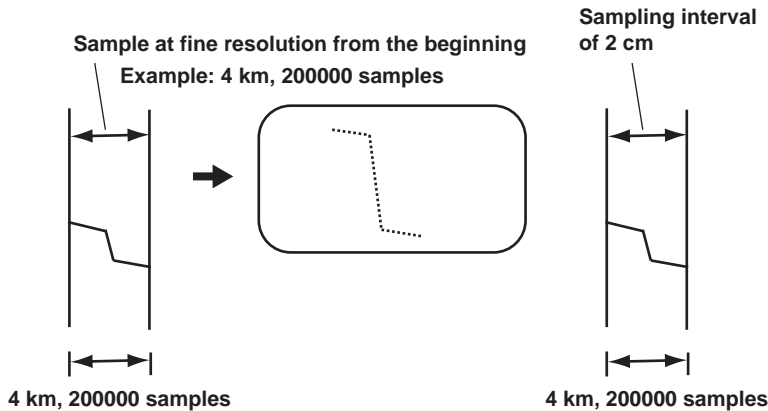 Sample at fine resolution from the beginning
Example: 4 km, 200000 samples
Sampling interval
of 2 cm
4 km, 200000 samples
4 km, 200000 samples